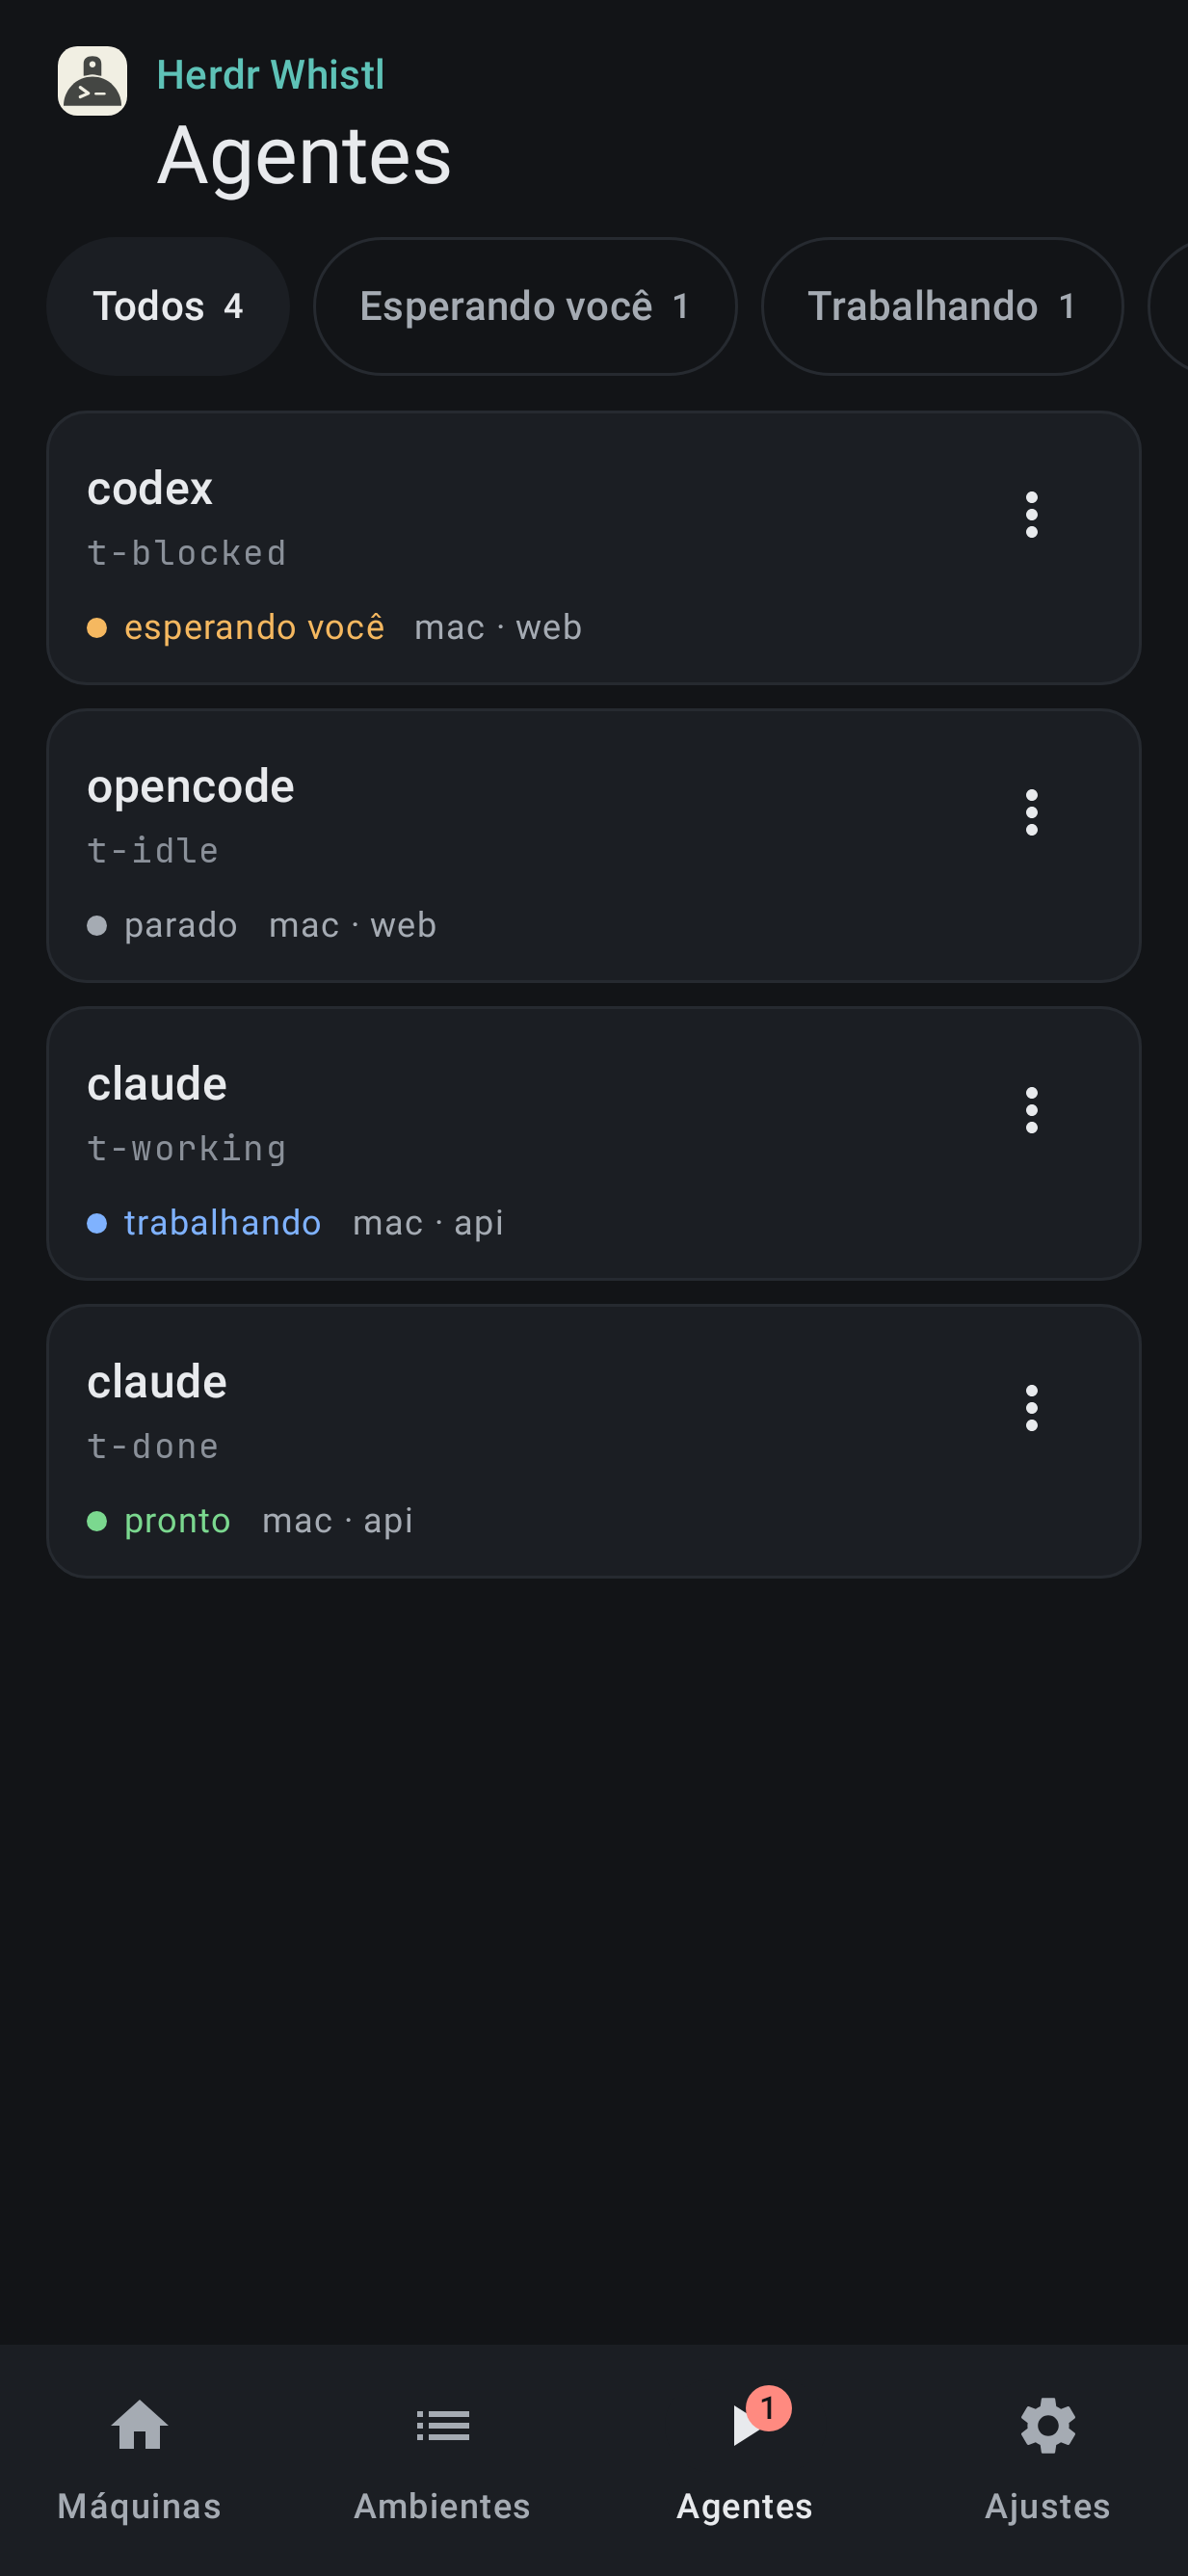 Herdr Whistl
Agentes
Todos 4 Esperando você 1 Trabalhando 1
codex
t-blocked
esperando você mac · web
opencode
t-idle
parado mac · web
claude
t-working
trabalhando mac · api
claude
t-done
pronto mac · api
1
Máquinas Ambientes Agentes Ajustes